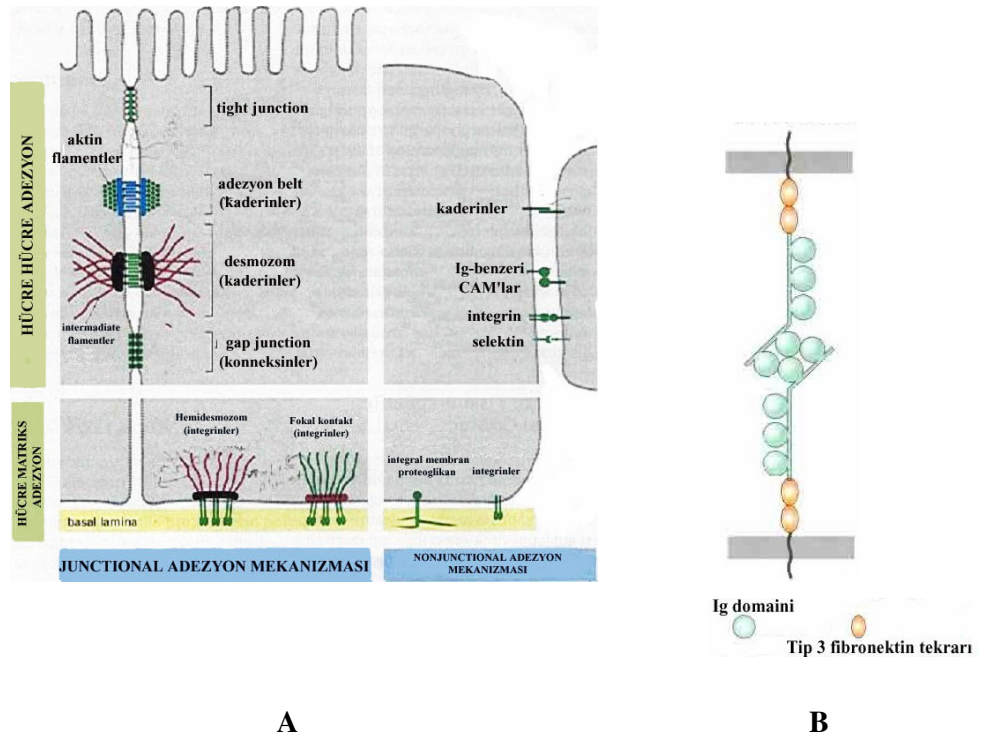 HÜCRE HÜCRE ADEZYON
tight junction
aktin
flamentler
adezyon belt
(kaderinler)
desmozom
(kaderinler)
intermadiate
flamentler
gap junction
(konneksinler)
kaderinler
Ig-benzeri
CAM'lar
integrin
selektin
HÜCRE MATRİKS
ADEZYON
Hemidesmozom
(integrinler)
Fokal kontakt
(integrinler)
integral membran
proteoglikan
integrinler
basal lamina
JUNCTIONAL ADEZYON MEKANIZMASI
NONJUNCTIONAL ADEZYON
MEKANIZMASI
Ig domaini
Tip 3 fibronektin tekrarı
A
B